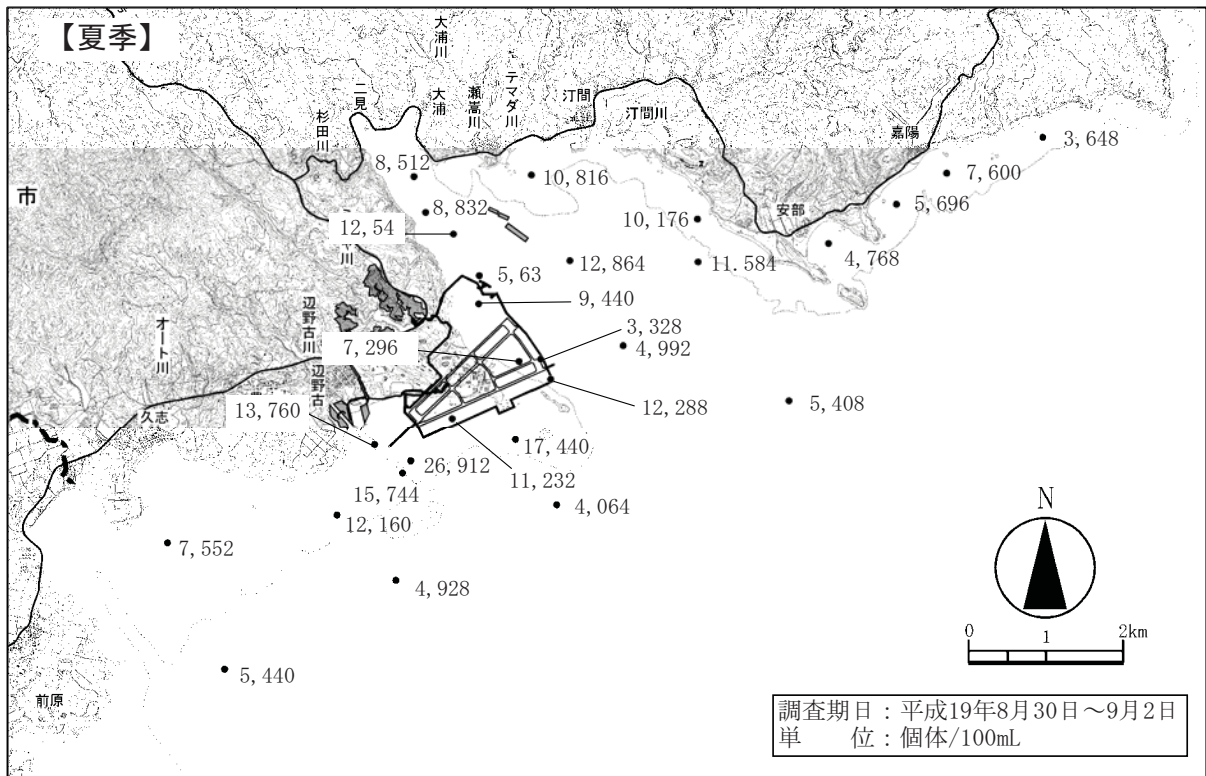 【夏季】
大浦川
二見
大浦
瀬嵩川
テマダ川
汀間
汀間川
杉田川
嘉陽
3,648
8,512
10,816
7,600
市
5,696
8,832
10,176
安部
12,54
川
4,768
5,63
12,864
11.584
9,440
辺野古川
オート川
3,328
7,296
4,992
辺野古
12,288
5,408
久志
13,760
17,440
26,912
11,232
15,744
4,064
12,160
7,552
4,928
N
0 1 2km
5,440
前原
調査期日：平成19年8月30日～9月2日
単　　位：個体/100mL